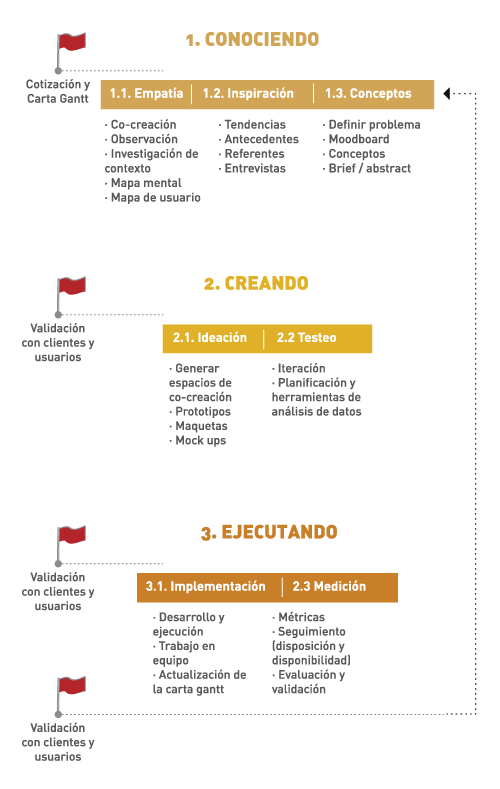 1. CONOCIENDO
Cotización y
Carta Gantt
1.1. Empatía
1.2. Inspiración
1.3. Conceptos
· Co-creación
· Observación
· Investigación de
contexto
· Mapa mental
· Mapa de usuario
· Tendencias
· Antecedentes
· Referentes
· Entrevistas
· Definir problema
· Moodboard
· Conceptos
· Brief / abstract
2. CREANDO
Validación
con clientes y
usuarios
2.1. Ideación
2.2 Testeo
· Generar
espacios de
co-creación
· Prototipos
· Maquetas
· Mock ups
· Iteración
· Planificación y
herramientas de
análisis de datos
3. EJECUTANDO
Validación
con clientes y
usuarios
3.1. Implementación
2.3 Medición
· Desarrollo y
ejecución
· Trabajo en
equipo
· Actualización de
la carta gantt
· Métricas
· Seguimiento
(disposición y
disponibilidad)
· Evaluación y
validación
Validación
con clientes y
usuarios